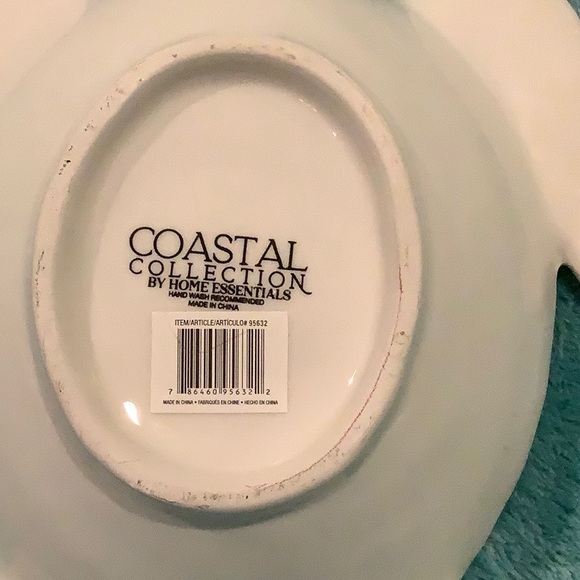 COASTAL
COLLECTION
BY HOME ESSENTIALS
HAND WASH RECOMMENDED
MADE IN CHINA
ITEM/ARTICLE/ARTÍCULO# 95632
7 86460 95632 2
MADE IN CHINA • FABRIQUÉS EN CHINE • HECHO EN CHINA